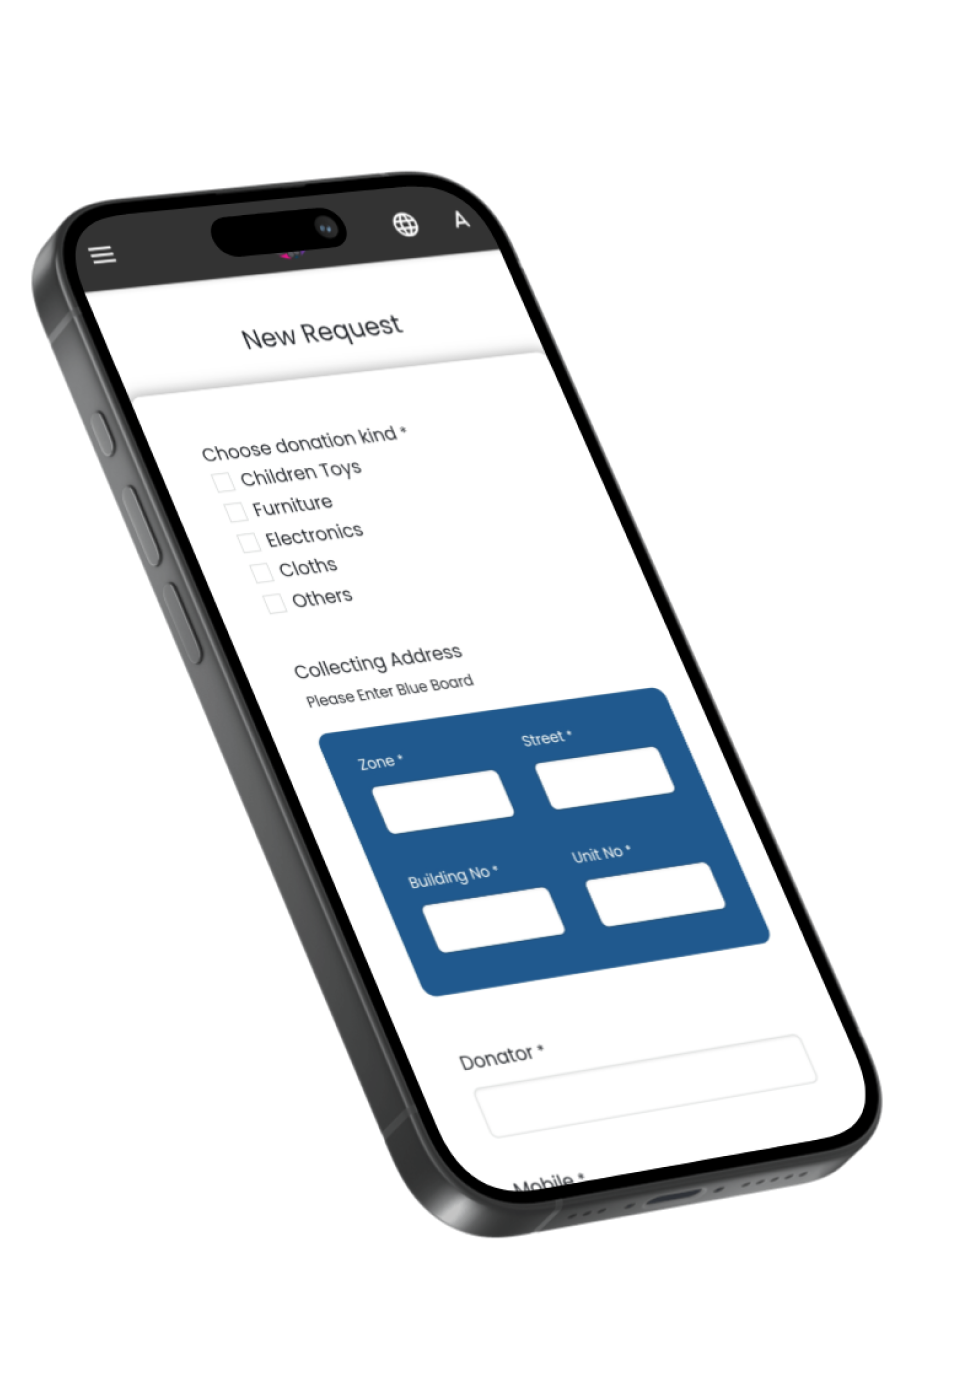 A
New Request
Choose donation kind *
Children Toys
Furniture
Electronics
Cloths
Others
Collecting Address
Please Enter Blue Board
Zone *
Street *
Building No *
Unit No *
Donator *
Mobile *